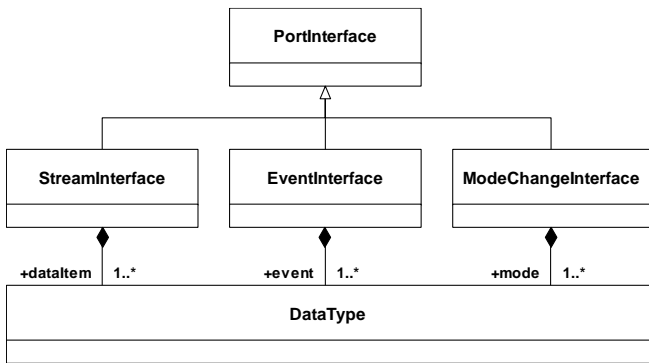 PortInterface
StreamInterface EventInterface ModeChangeInterface
+dataItem 1..* +event 1..* +mode 1..*
DataType